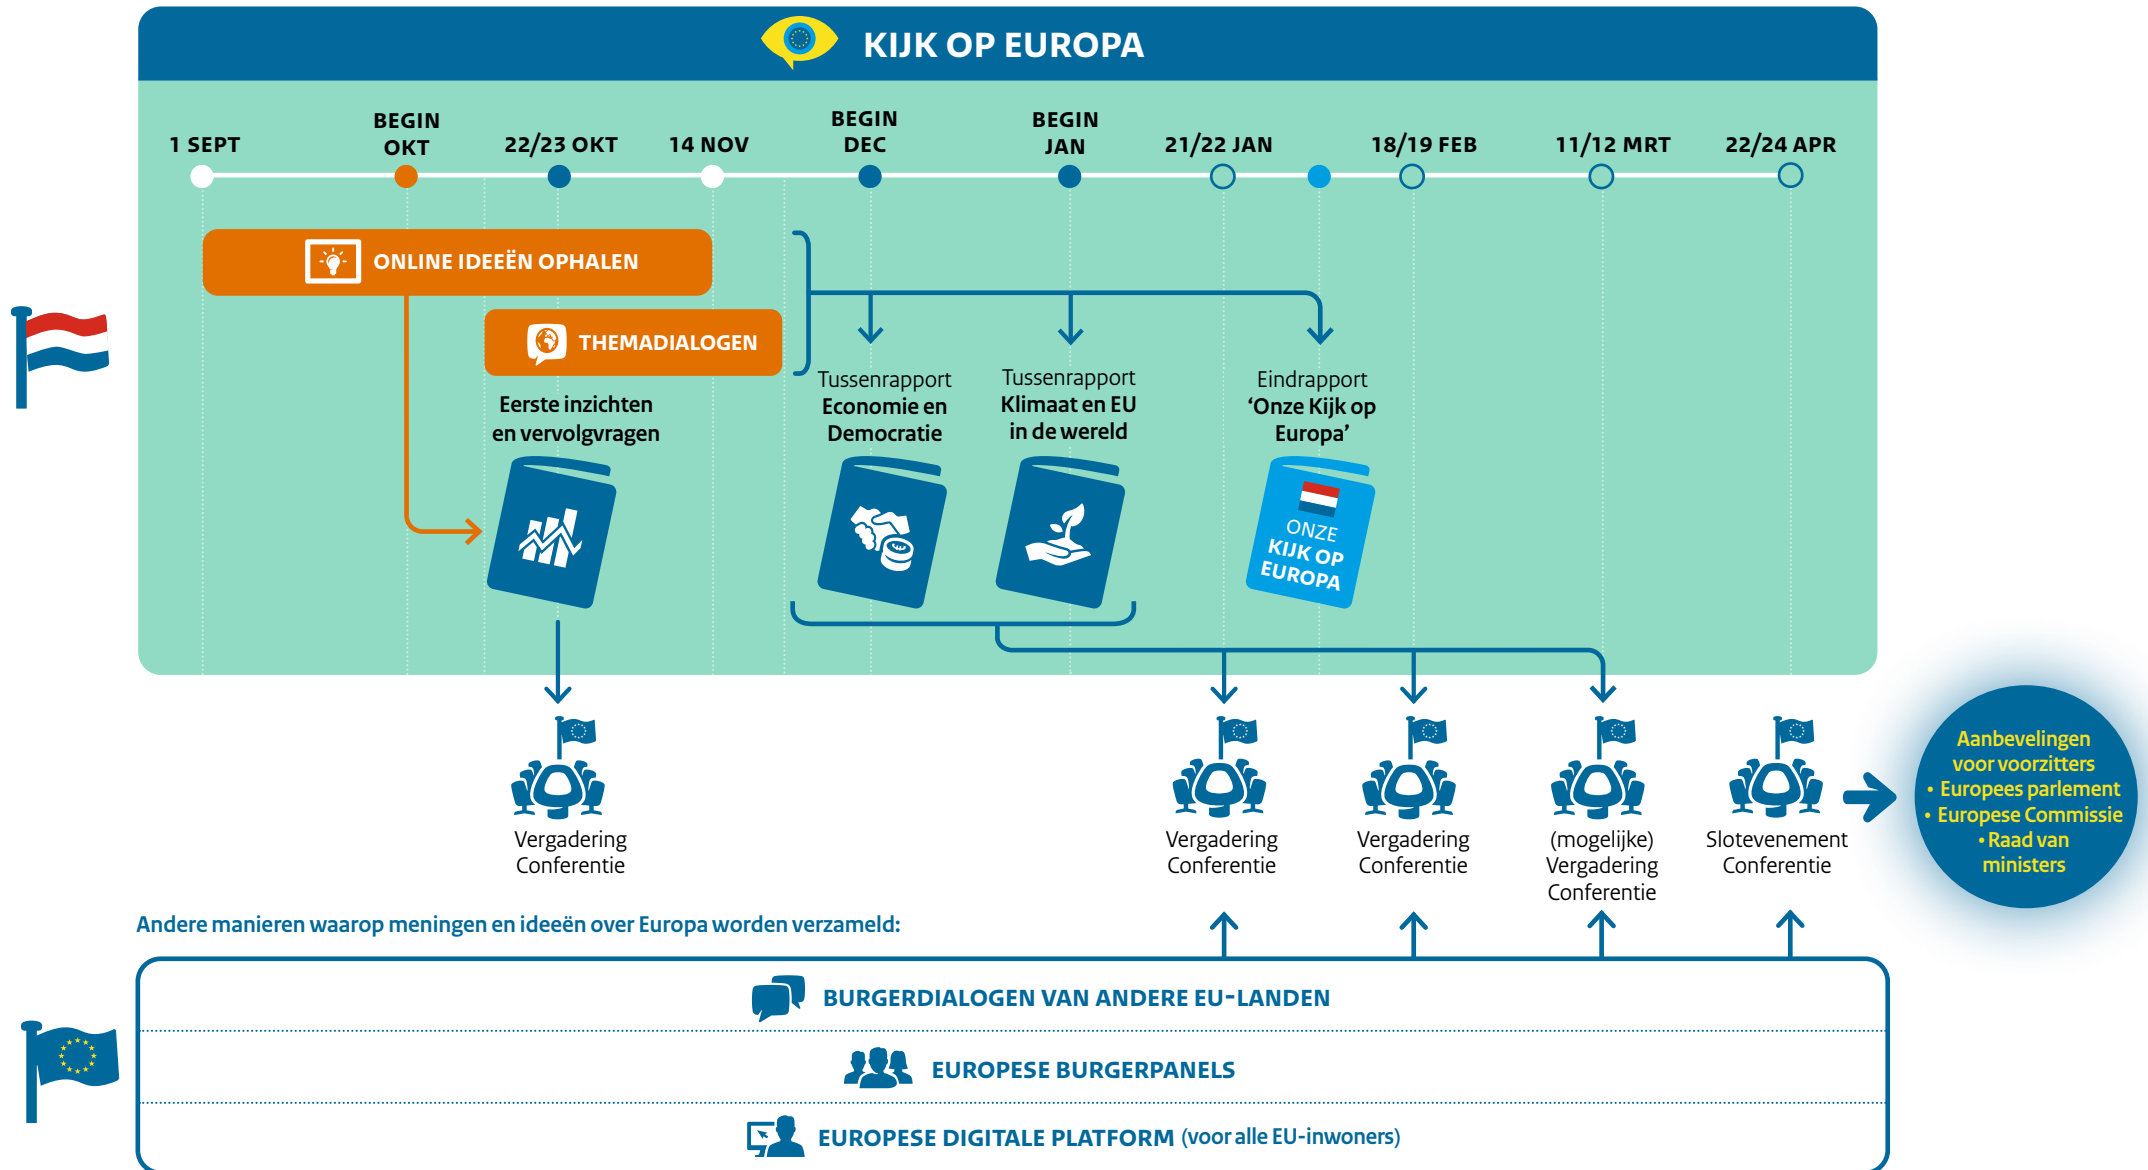 KIJK OP EUROPA
1 SEPT
BEGIN
OKT
22/23 OKT
14 NOV
BEGIN
DEC
BEGIN
JAN
21/22 JAN
18/19 FEB
11/12 MRT
22/24 APR
ONLINE IDEEËN OPHALEN
THEMADIALOGEN
Eerste inzichten
en vervolgvragen
Tussenrapport
Economie en
Democratie
Tussenrapport
Klimaat en EU
in de wereld
Eindrapport
‘Onze Kijk op
Europa’
ONZE
KIJK OP
EUROPA
Vergadering
Conferentie
Vergadering
Conferentie
Vergadering
Conferentie
(mogelijke)
Vergadering
Conferentie
Slotevenement
Conferentie
Aanbevelingen
voor voorzitters
• Europees parlement
• Europese Commissie
• Raad van
ministers
Andere manieren waarop meningen en ideeën over Europa worden verzameld:
BURGERDIALOGEN VAN ANDERE EU-LANDEN
EUROPESE BURGERPANELS
EUROPESE DIGITALE PLATFORM (voor alle EU-inwoners)